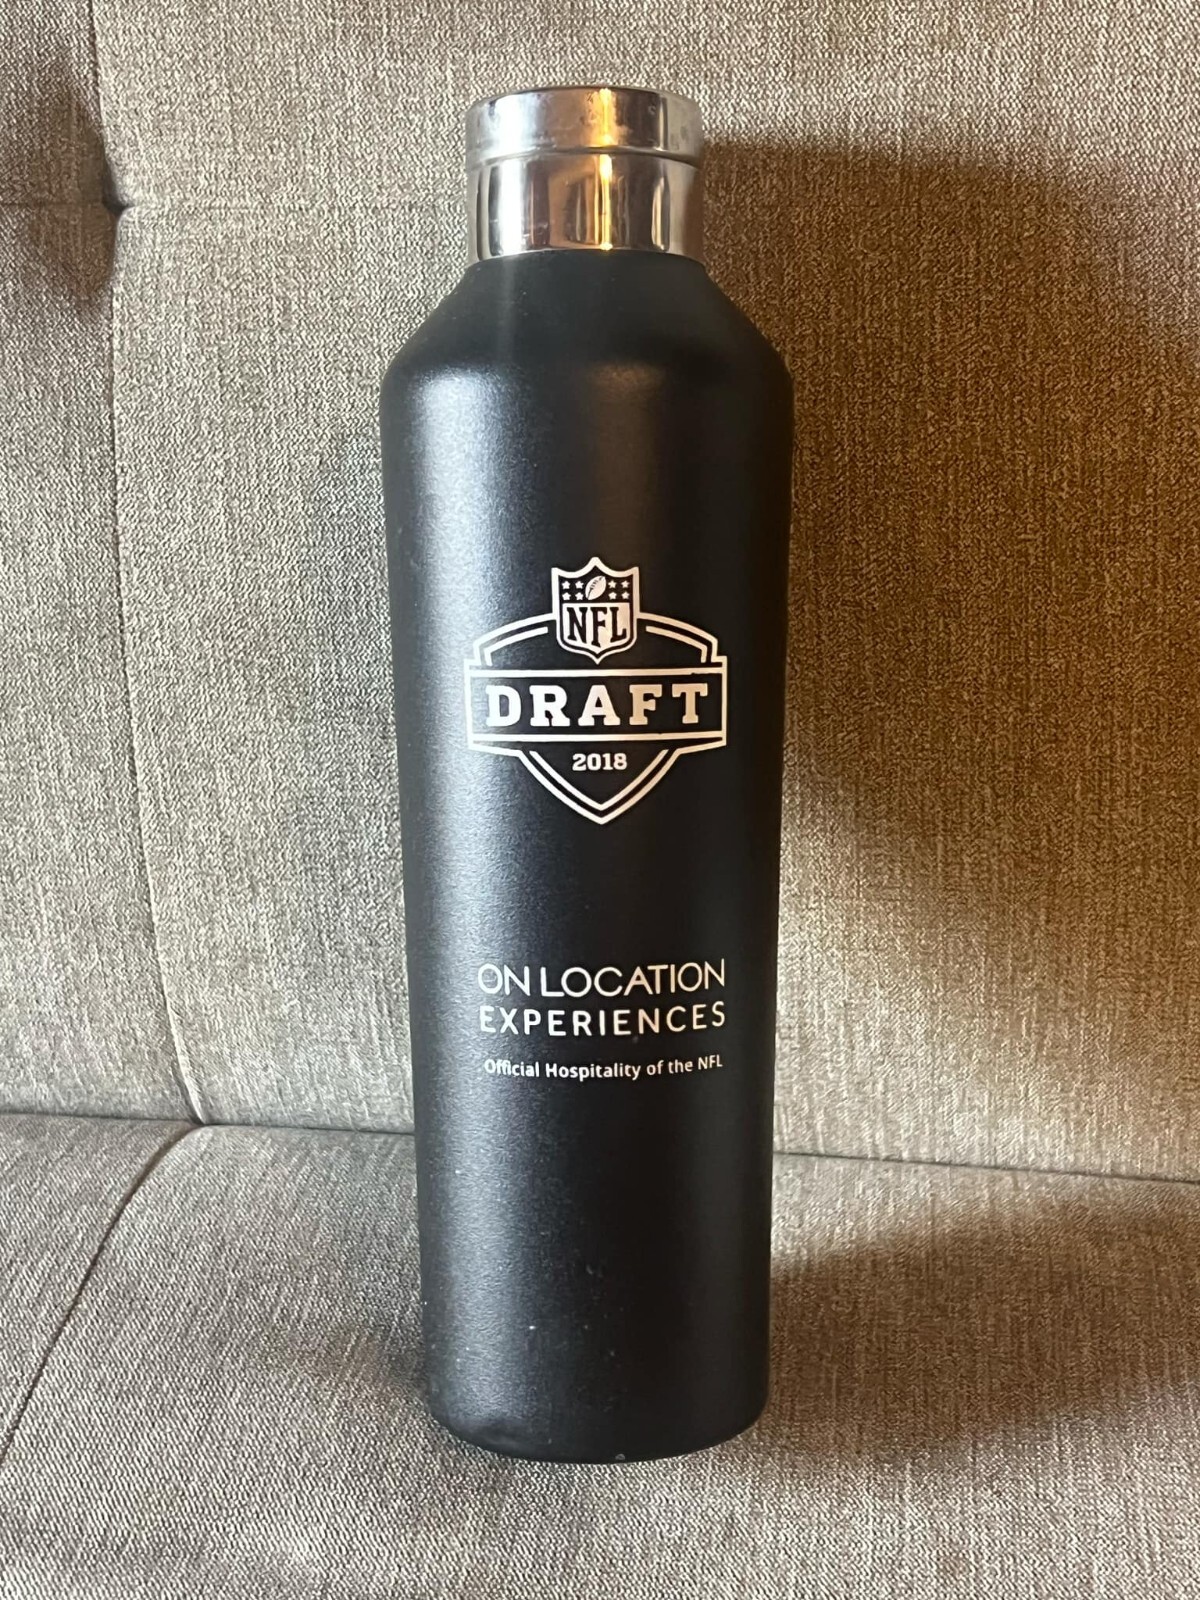 NFL
DRAFT
2018
ON LOCATION
EXPERIENCES
Official Hospitality of the NFL